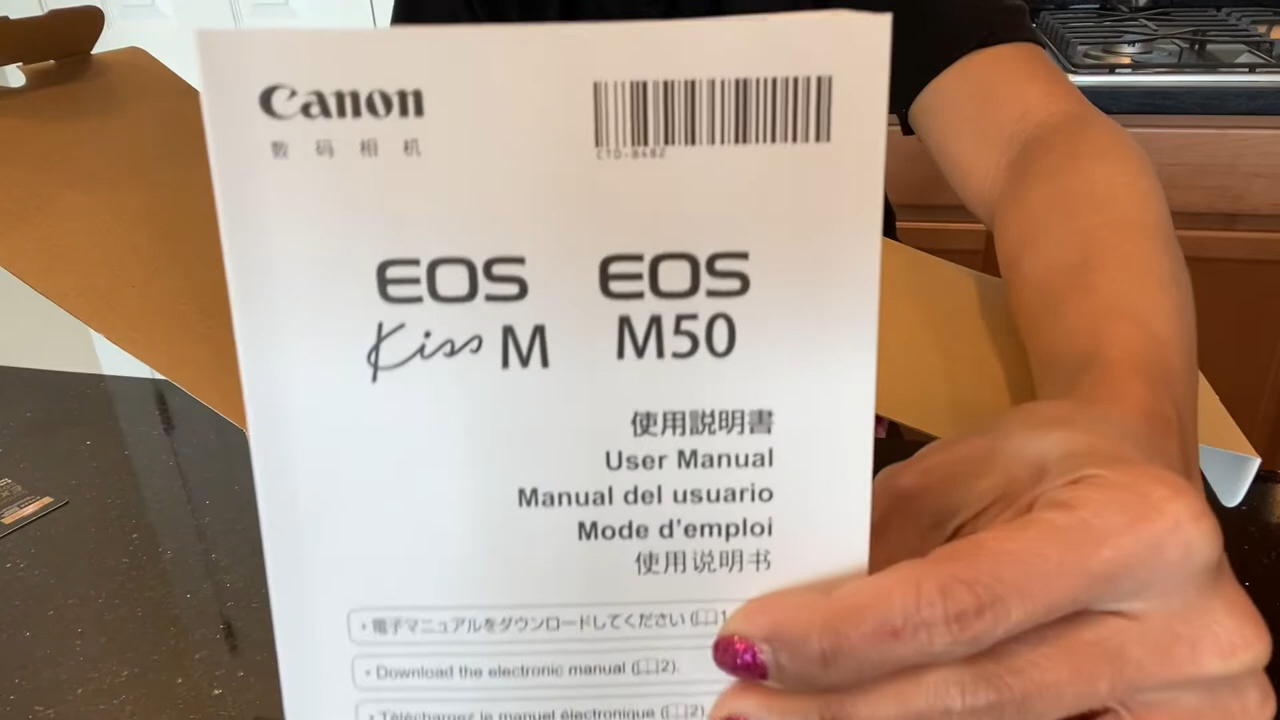 Canon
数 码 相 机
CT0-8482
EOS
Kiss M
EOS
M50
使用説明書
User Manual
Manual del usuario
Mode d'emploi
使用说明书
• 電子マニュアルをダウンロードしてください (1
• Download the electronic manual (2).
• Téléchargez le manuel électronique (2)